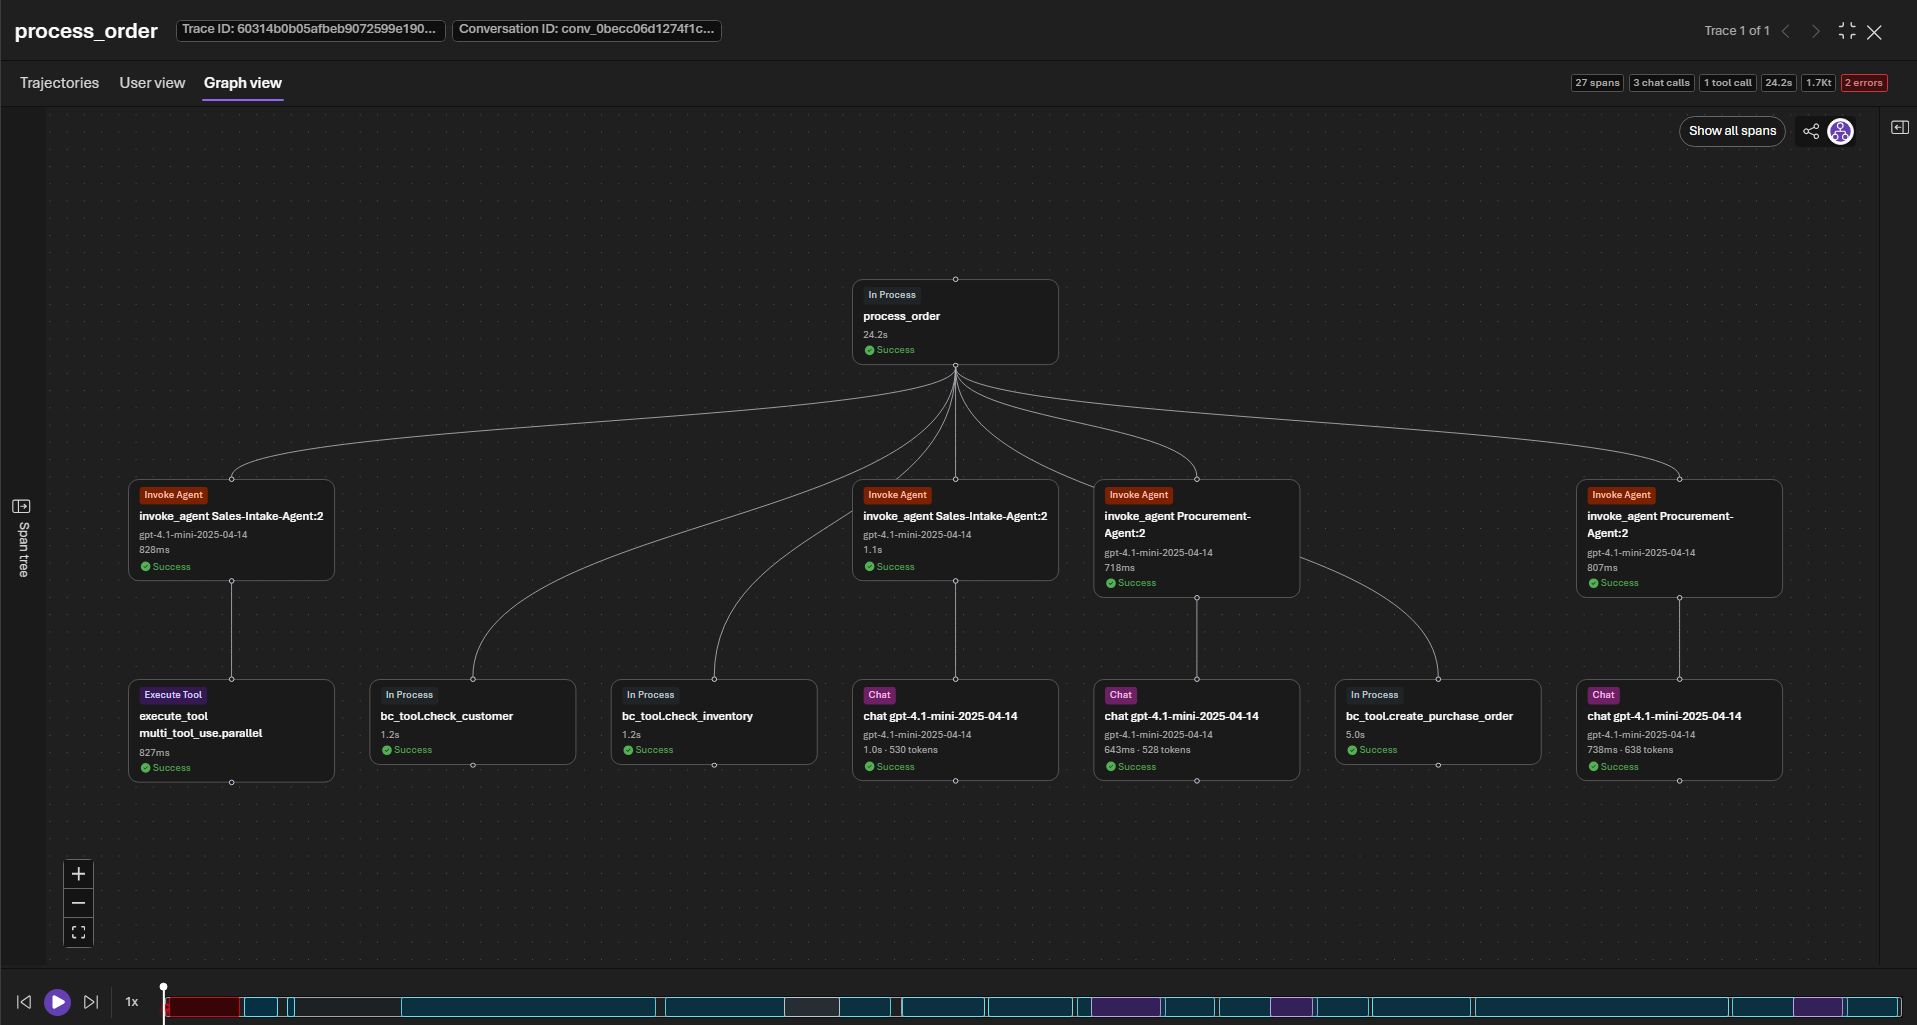 process_order
Trace ID: 60314b0b05afbeb9072599e190...
Conversation ID: conv_0becc06d1274f1c...
Trace 1 of 1
Trajectories
User view
Graph view
27 spans
3 chat calls
1 tool call
24.2s
1.7Kt
2 errors
Show all spans
Span tree
In Process
process_order
24.2s
Success
Invoke Agent
invoke_agent Sales-Intake-Agent:2
gpt-4.1-mini-2025-04-14
828ms
Success
Invoke Agent
invoke_agent Sales-Intake-Agent:2
gpt-4.1-mini-2025-04-14
1.1s
Success
Invoke Agent
invoke_agent Procurement-
Agent:2
gpt-4.1-mini-2025-04-14
718ms
Success
Invoke Agent
invoke_agent Procurement-
Agent:2
gpt-4.1-mini-2025-04-14
807ms
Success
Execute Tool
execute_tool
multi_tool_use.parallel
827ms
Success
In Process
bc_tool.check_customer
1.2s
Success
In Process
bc_tool.check_inventory
1.2s
Success
Chat
chat gpt-4.1-mini-2025-04-14
gpt-4.1-mini-2025-04-14
1.0s · 530 tokens
Success
Chat
chat gpt-4.1-mini-2025-04-14
gpt-4.1-mini-2025-04-14
643ms · 528 tokens
Success
In Process
bc_tool.create_purchase_order
5.0s
Success
Chat
chat gpt-4.1-mini-2025-04-14
gpt-4.1-mini-2025-04-14
738ms · 638 tokens
Success
1x